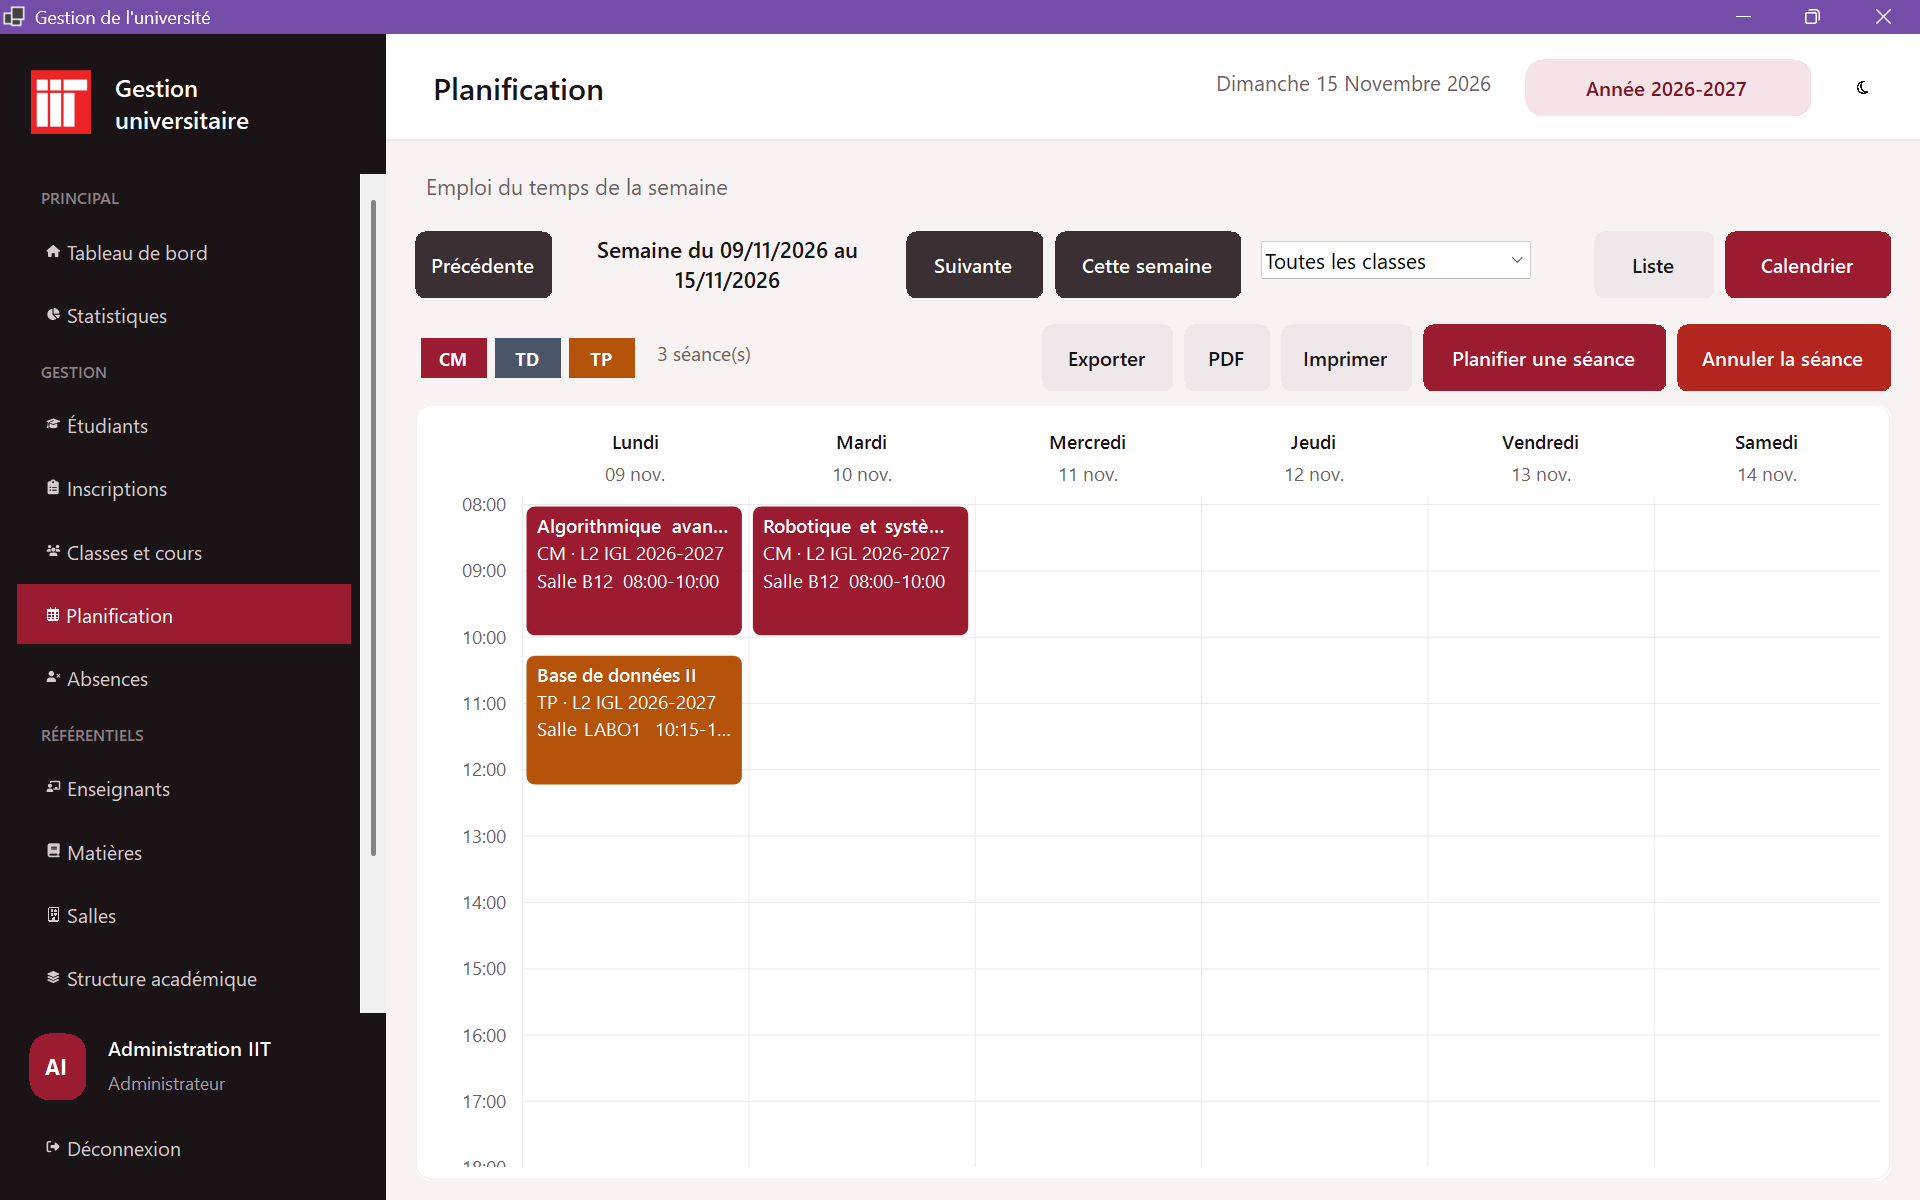 Gestion de l'université
IIT
Gestion
universitaire
PRINCIPAL
Tableau de bord
Statistiques
GESTION
Étudiants
Inscriptions
Classes et cours
Planification
Absences
RÉFÉRENTIELS
Enseignants
Matières
Salles
Structure académique
AI
Administration IIT
Administrateur
Déconnexion
Planification
Dimanche 15 Novembre 2026
Année 2026-2027
Emploi du temps de la semaine
Précédente
Semaine du 09/11/2026 au
15/11/2026
Suivante
Cette semaine
Toutes les classes
Liste
Calendrier
CM
TD
TP
3 séance(s)
Exporter
PDF
Imprimer
Planifier une séance
Annuler la séance
Lundi
09 nov.
Mardi
10 nov.
Mercredi
11 nov.
Jeudi
12 nov.
Vendredi
13 nov.
Samedi
14 nov.
08:00
09:00
10:00
11:00
12:00
13:00
14:00
15:00
16:00
17:00
18:00
Algorithmique avan...
CM · L2 IGL 2026-2027
Salle B12 08:00-10:00
Robotique et systè...
CM · L2 IGL 2026-2027
Salle B12 08:00-10:00
Base de données II
TP · L2 IGL 2026-2027
Salle LABO1 10:15-1...